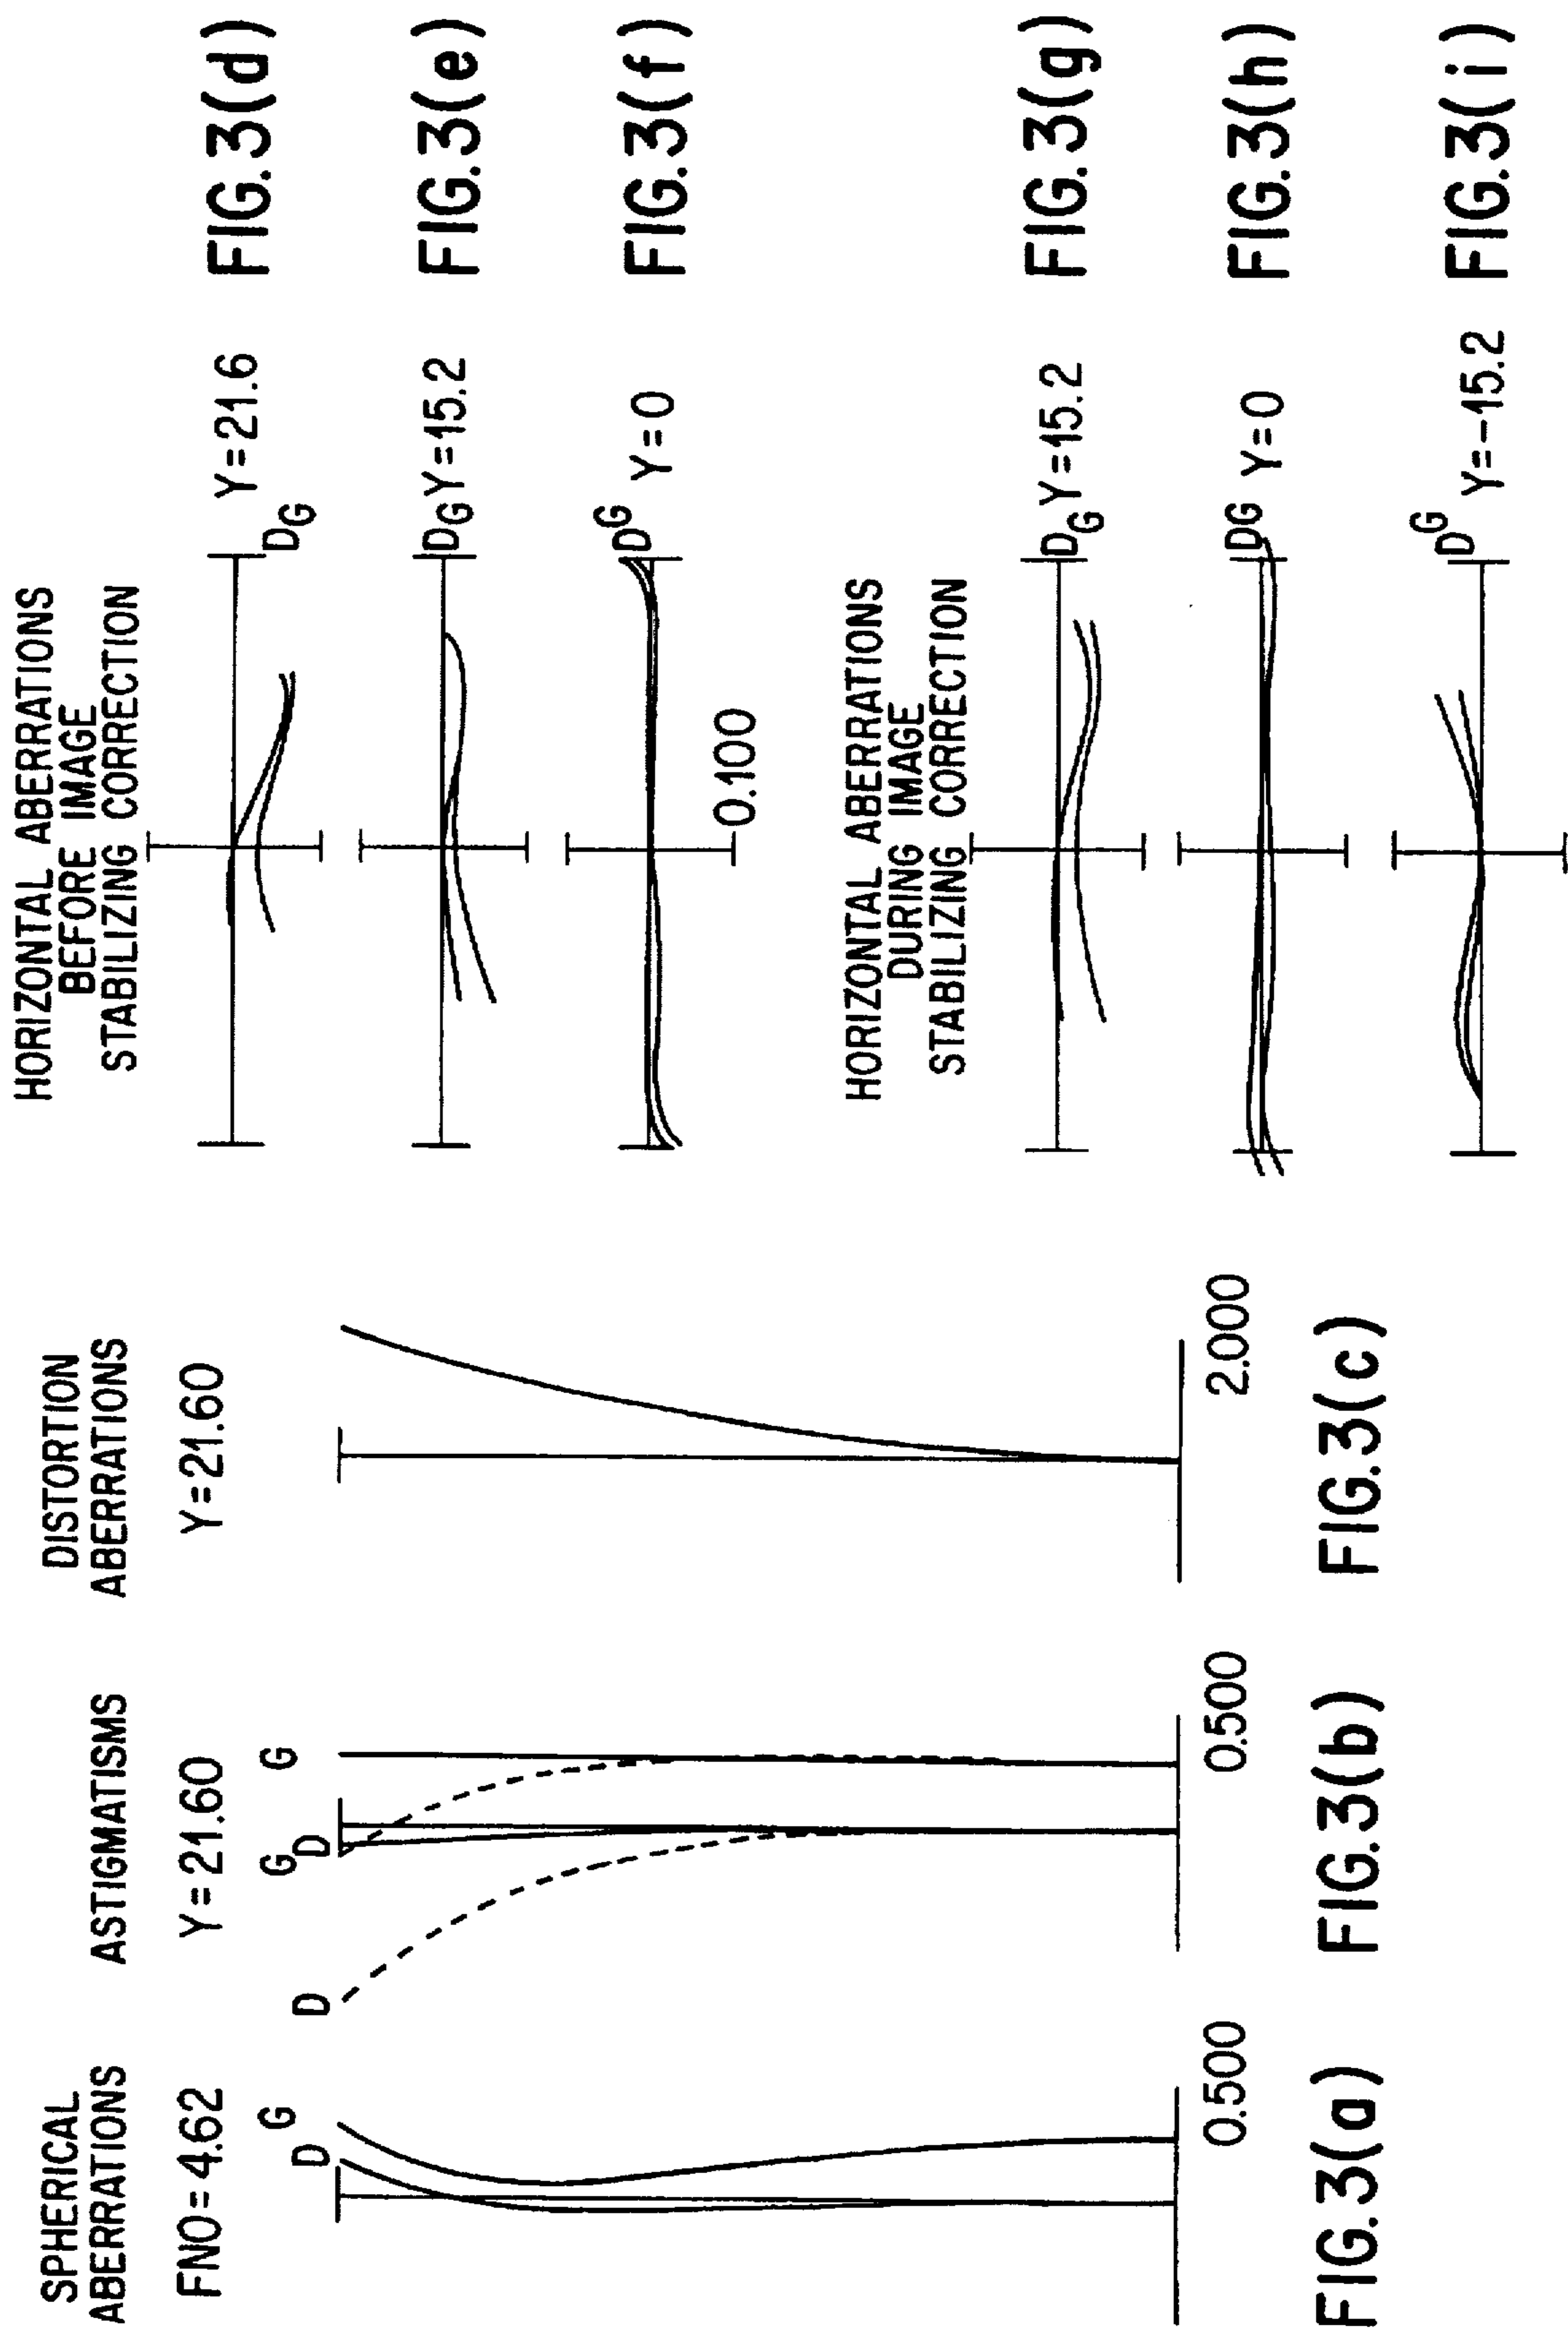 SPHERICAL
ABERRATIONS
FNO=4.62
D
G
0.500
FIG.3(a)
ASTIGMATISMS
Y=21.60
D
G
D
G
0.500
FIG.3(b)
DISTORTION
ABERRATIONS
Y=21.60
2.000
FIG.3(c)
HORIZONTAL ABERRATIONS
BEFORE IMAGE
STABILIZING CORRECTION
Y=21.6
D
G
FIG.3(d)
D
G
Y=15.2
FIG.3(e)
D
G
Y=0
0.100
FIG.3(f)
HORIZONTAL ABERRATIONS
DURING IMAGE
STABILIZING CORRECTION
D
G
Y=15.2
FIG.3(g)
DG
Y=0
FIG.3(h)
D
G
Y=-15.2
FIG.3(i)